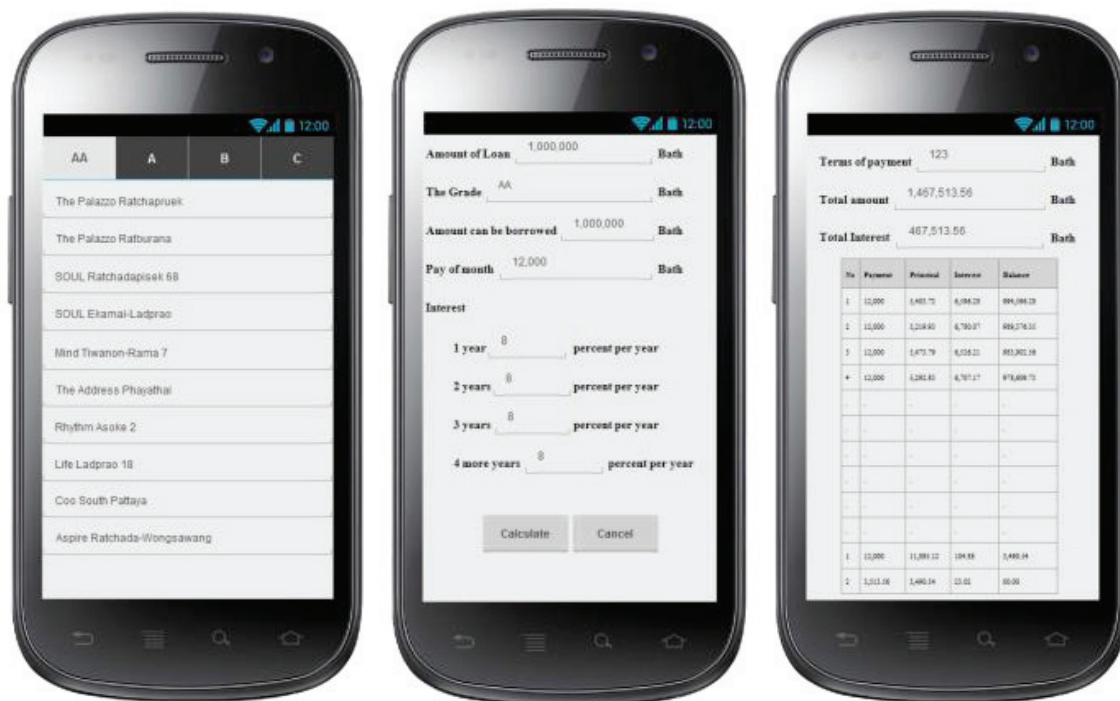 12:00
AA A B C
The Palazzo Ratchapruek
The Palazzo Ratburana
SOUL Ratchadapisek 68
SOUL Ekamai-Ladprao
Mind Tiwanon-Rama 7
The Address Phayathai
Rhythm Asoke 2
Life Ladprao 18
Coo South Pattaya
Aspire Ratchada-Wongsawang
12:00
Amount of Loan 1,000,000 Bath
The Grade AA
Amount can be borrowed 1,000,000 Bath
Pay of month 12,000 Bath
Interest
1 year 8 percent per year
2 years 8 percent per year
3 years 8 percent per year
4 more years 8 percent per year
Calculate Cancel
12:00
Terms of payment 123 Bath
Total amount 1,467,513.56 Bath
Total Interest 467,513.56 Bath
No Payment Principal Interest Balance
1 12,000
2 12,000
3 12,000
4 12,000
1 12,000
2